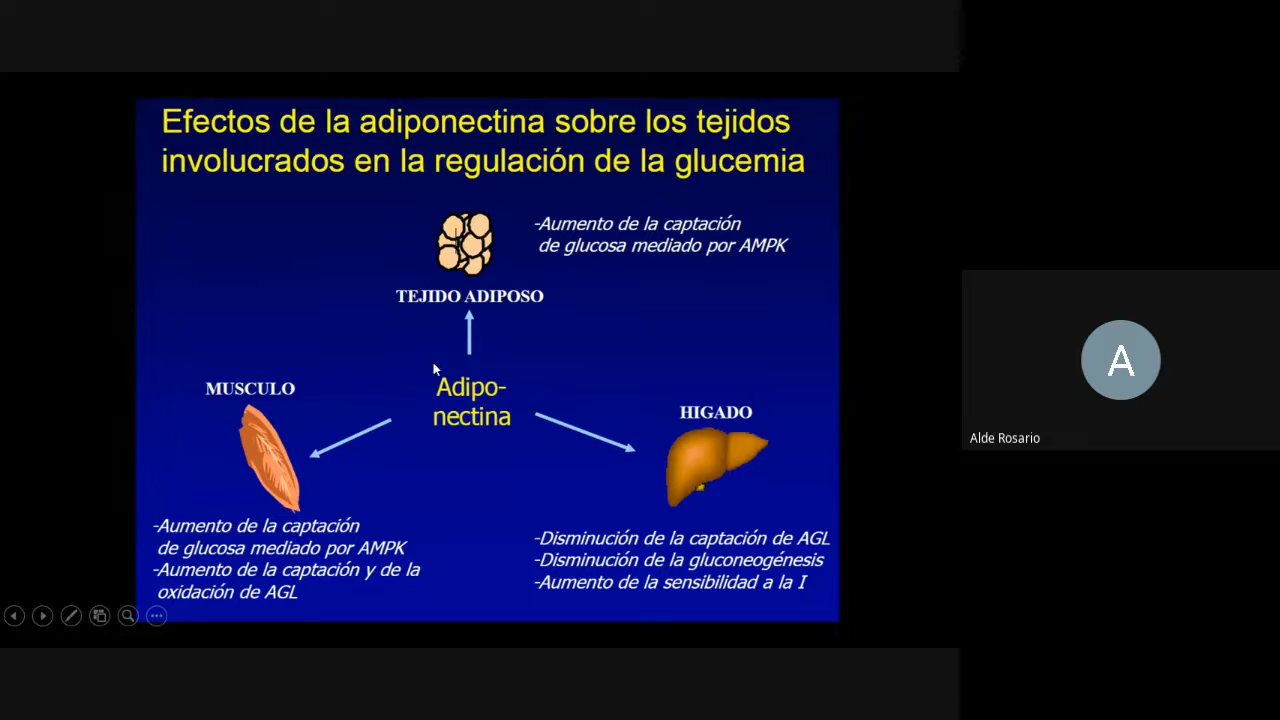 Efectos de la adiponectina sobre los tejidos
involucrados en la regulación de la glucemia
-Aumento de la captación
de glucosa mediado por AMPK
TEJIDO ADIPOSO
Adipo-
nectina
MUSCULO
-Aumento de la captación
de glucosa mediado por AMPK
-Aumento de la captación y de la
oxidación de AGL
HIGADO
-Disminución de la captación de AGL
-Disminución de la gluconeogénesis
-Aumento de la sensibilidad a la I
A
Alde Rosario